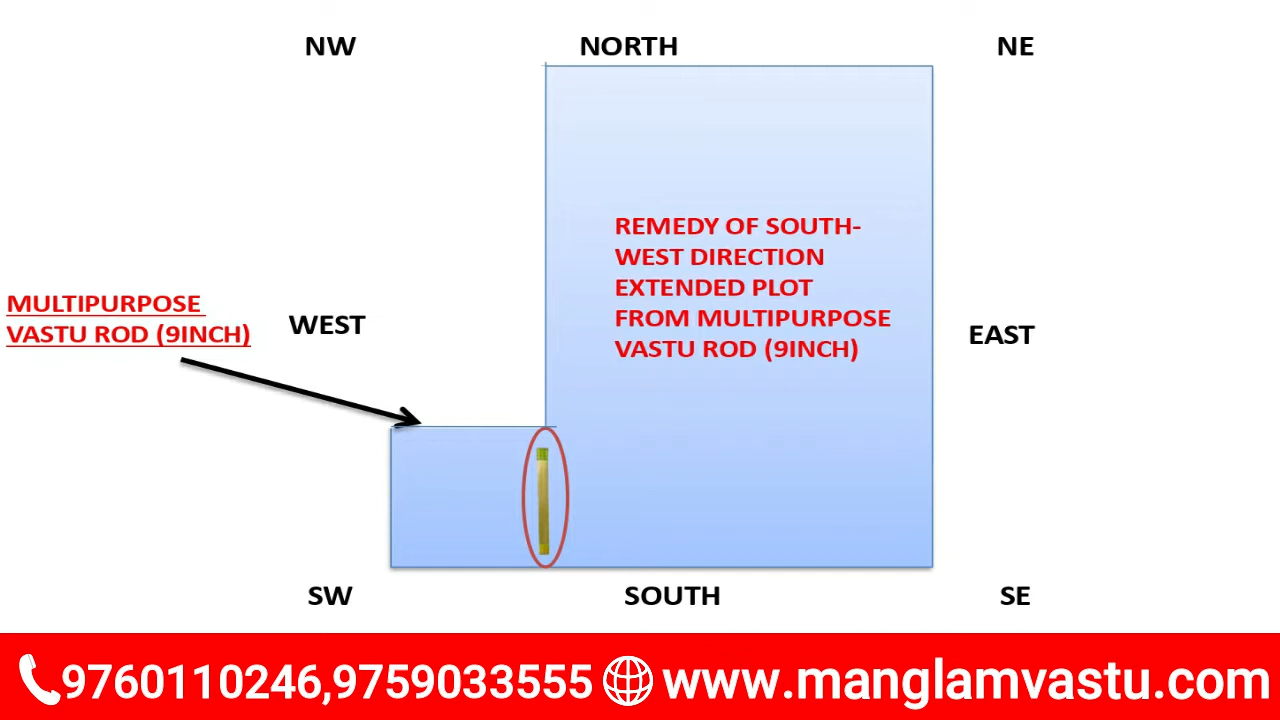 NW
NORTH
NE
REMEDY OF SOUTH-
WEST DIRECTION
EXTENDED PLOT
FROM MULTIPURPOSE
VASTU ROD (9INCH)
MULTIPURPOSE
VASTU ROD (9INCH)
WEST
EAST
SW
SOUTH
SE
9760110246,9759033555 www.manglamvastu.com